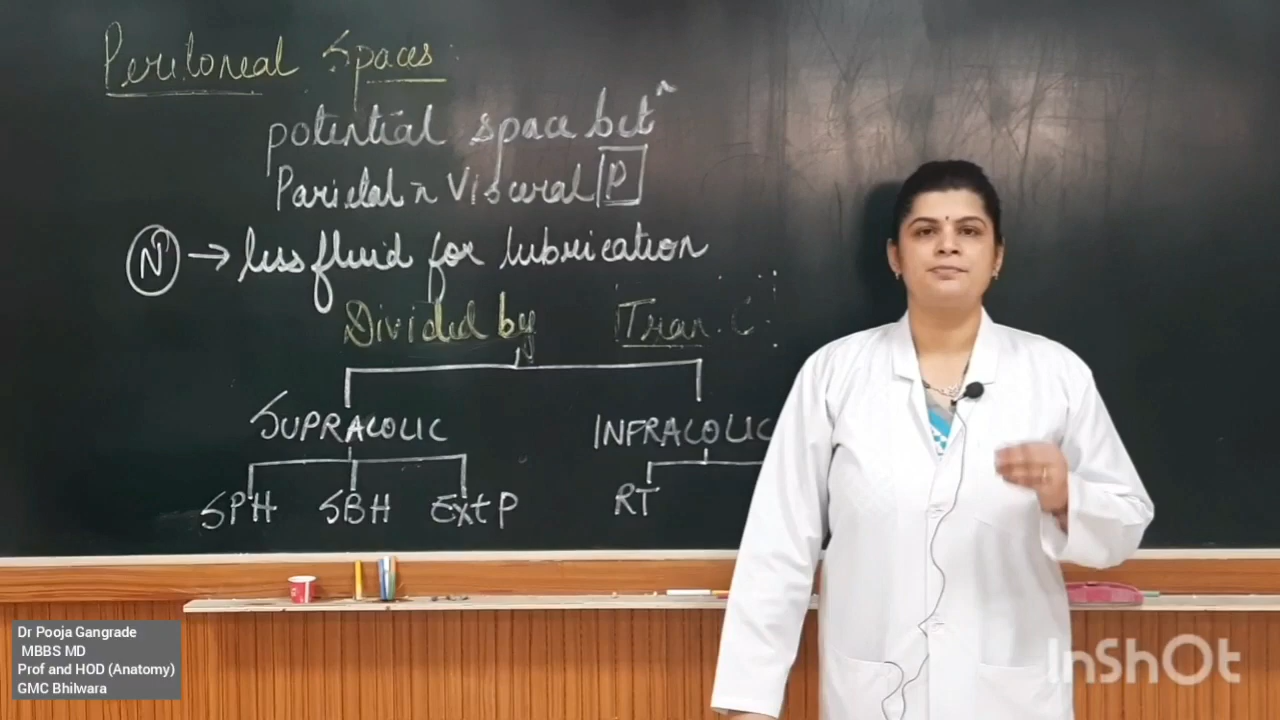 Peritoneal Spaces:
potential space betⁿ
Parietal n Visceral P
N → less fluid for lubrication
Divided by Tran. C
SUPRACOLIC INFRACOLIC
SPH SBH Ext P RT
Dr Pooja Gangrade
MBBS MD
Prof and HOD (Anatomy)
GMC Bhilwara
InShOt